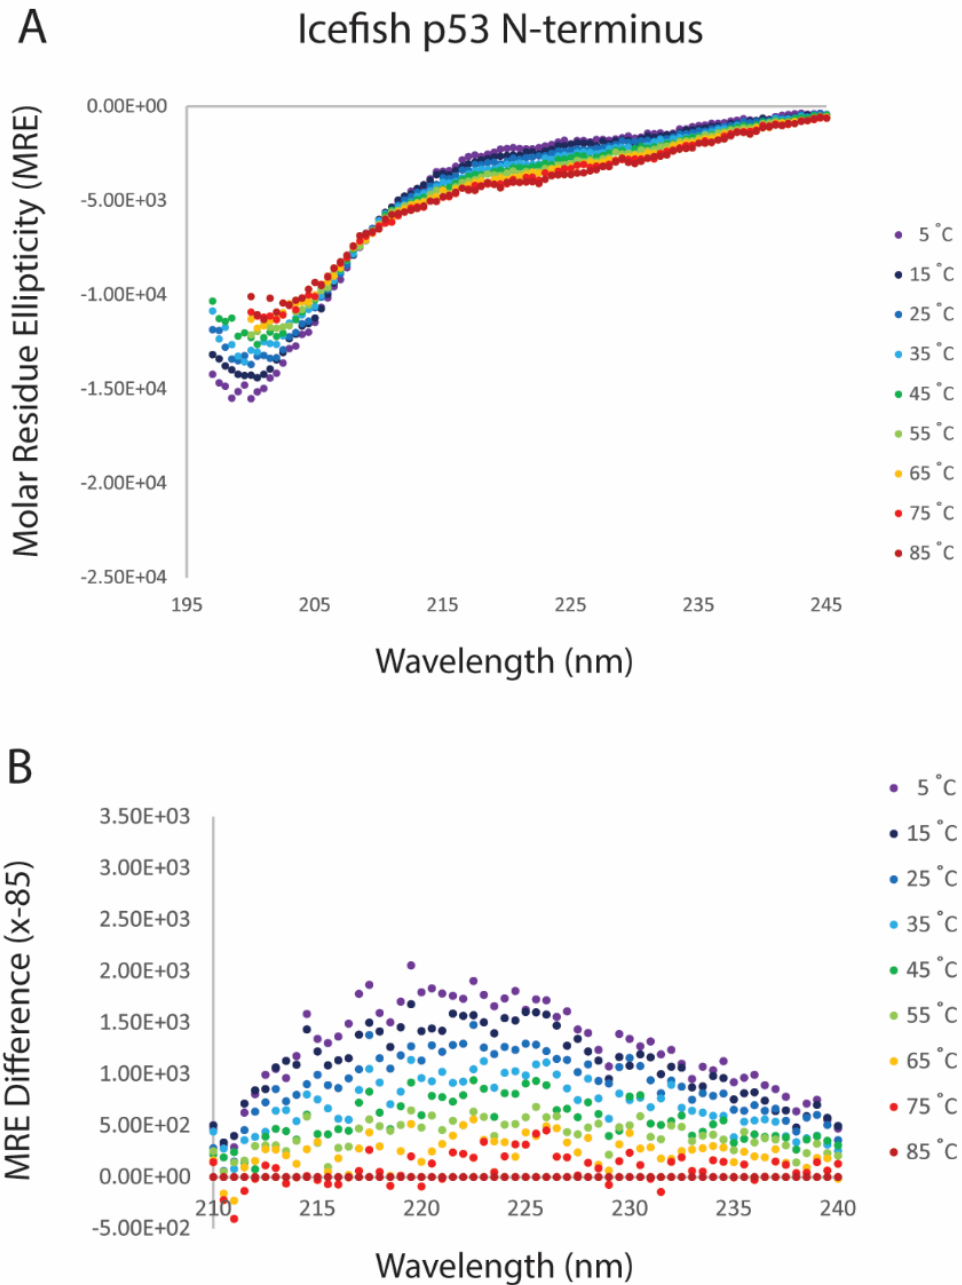 A
Icefish p53 N-terminus
Molar Residue Ellipticity (MRE)
0.00E+00
-5.00E+03
-1.00E+04
-1.50E+04
-2.00E+04
-2.50E+04
195 205 215 225 235 245
Wavelength (nm)
5 ˚C
15 ˚C
25 ˚C
35 ˚C
45 ˚C
55 ˚C
65 ˚C
75 ˚C
85 ˚C
B
MRE Difference (x-85)
3.50E+03
3.00E+03
2.50E+03
2.00E+03
1.50E+03
1.00E+03
5.00E+02
0.00E+00
-5.00E+02
210 215 220 225 230 235 240
Wavelength (nm)
5 ˚C
15 ˚C
25 ˚C
35 ˚C
45 ˚C
55 ˚C
65 ˚C
75 ˚C
85 ˚C